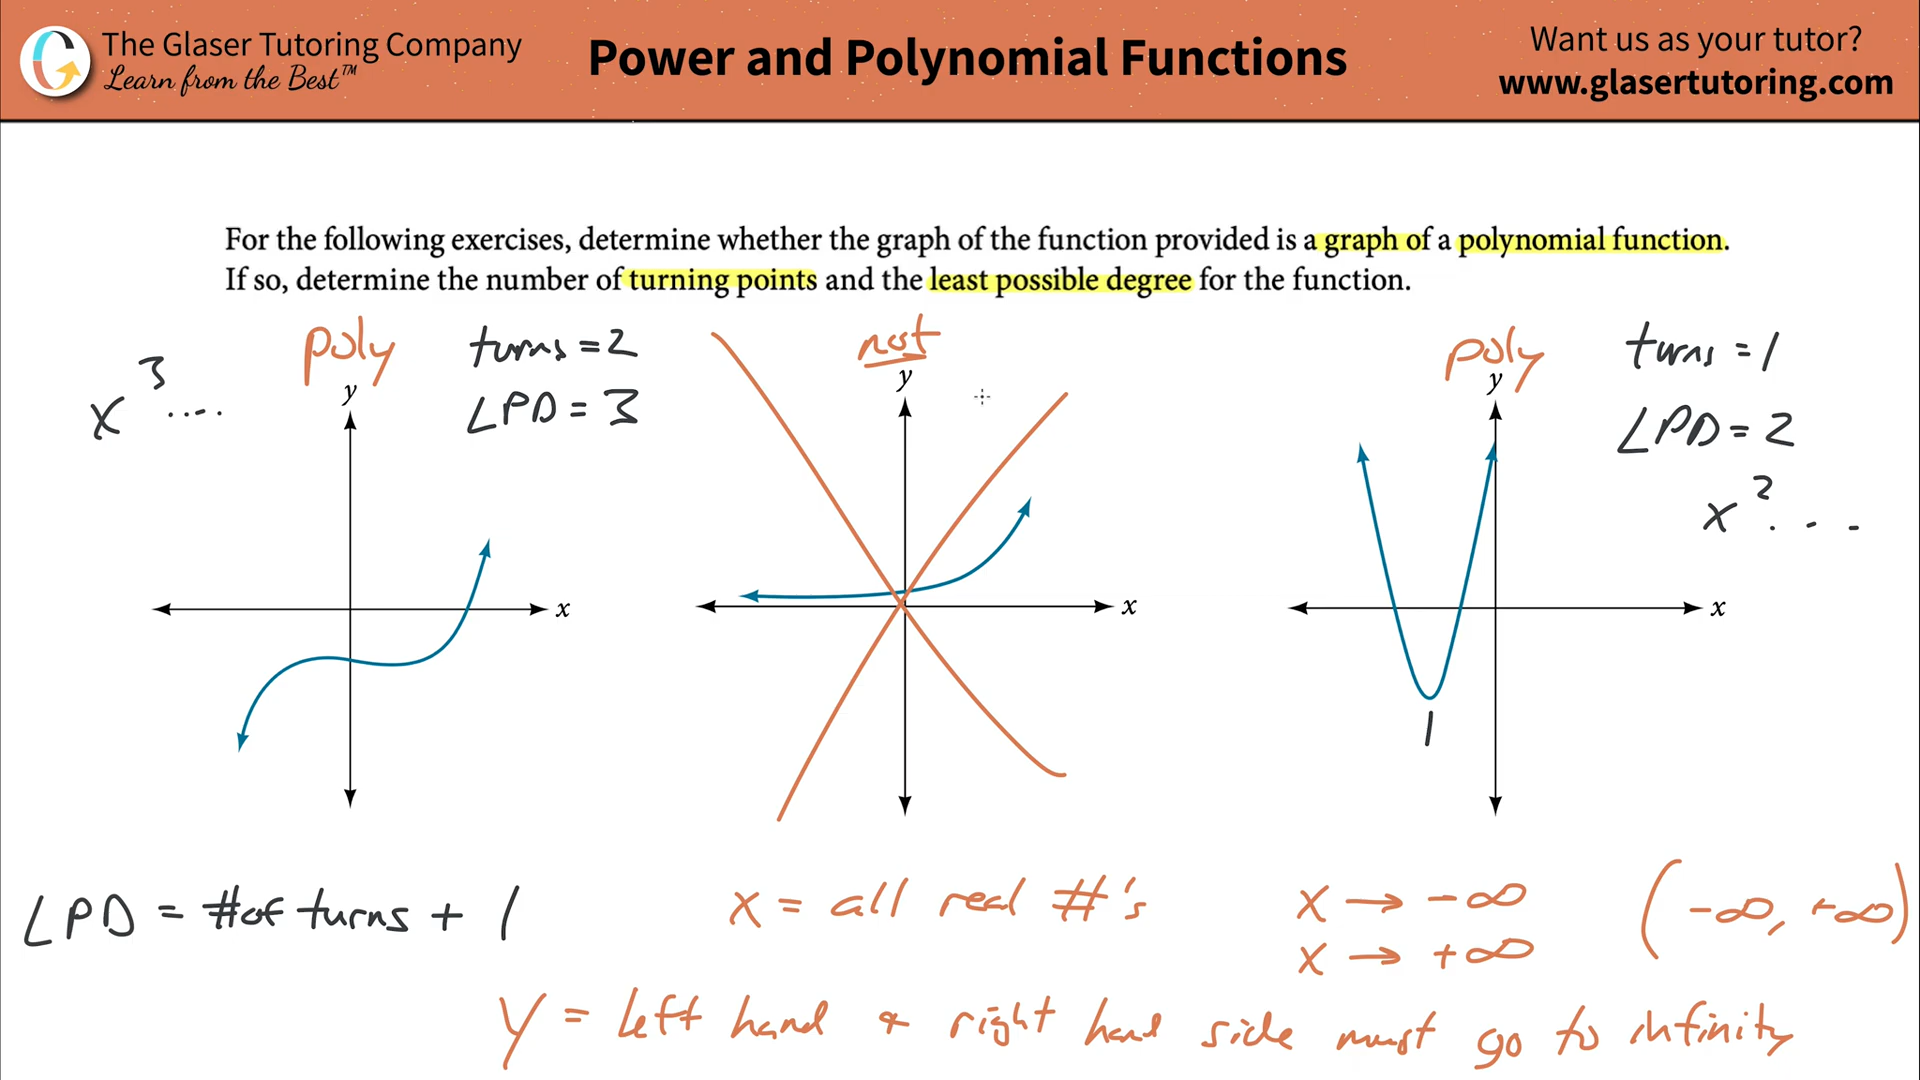 The Glaser Tutoring Company
Learn from the Best™
Power and Polynomial Functions
Want us as your tutor?
www.glasertutoring.com
For the following exercises, determine whether the graph of the function provided is a graph of a polynomial function.
If so, determine the number of turning points and the least possible degree for the function.
x³....
poly
turns = 2
LPD = 3
y
x
not
y
x
poly
turns = 1
LPD = 2
x²...
y
x
1
LPD = # of turns + 1
x = all real #'s
x → -∞
x → +∞
(-∞, +∞)
y = left hand & right hand side must go to infinity